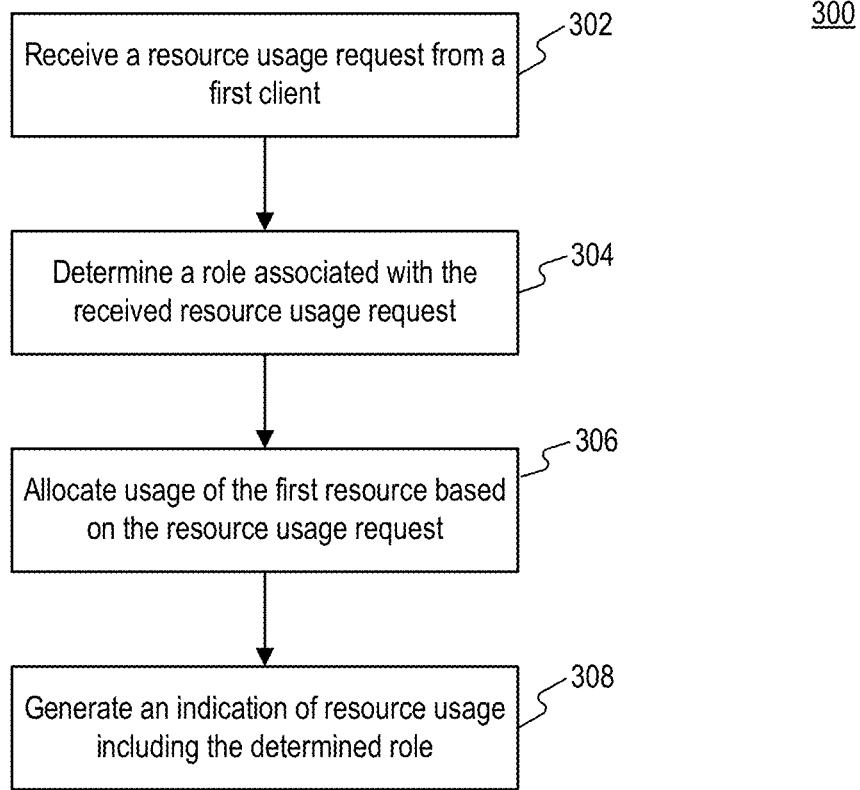 300
302
Receive a resource usage request from a
first client
304
Determine a role associated with the
received resource usage request
306
Allocate usage of the first resource based
on the resource usage request
308
Generate an indication of resource usage
including the determined role